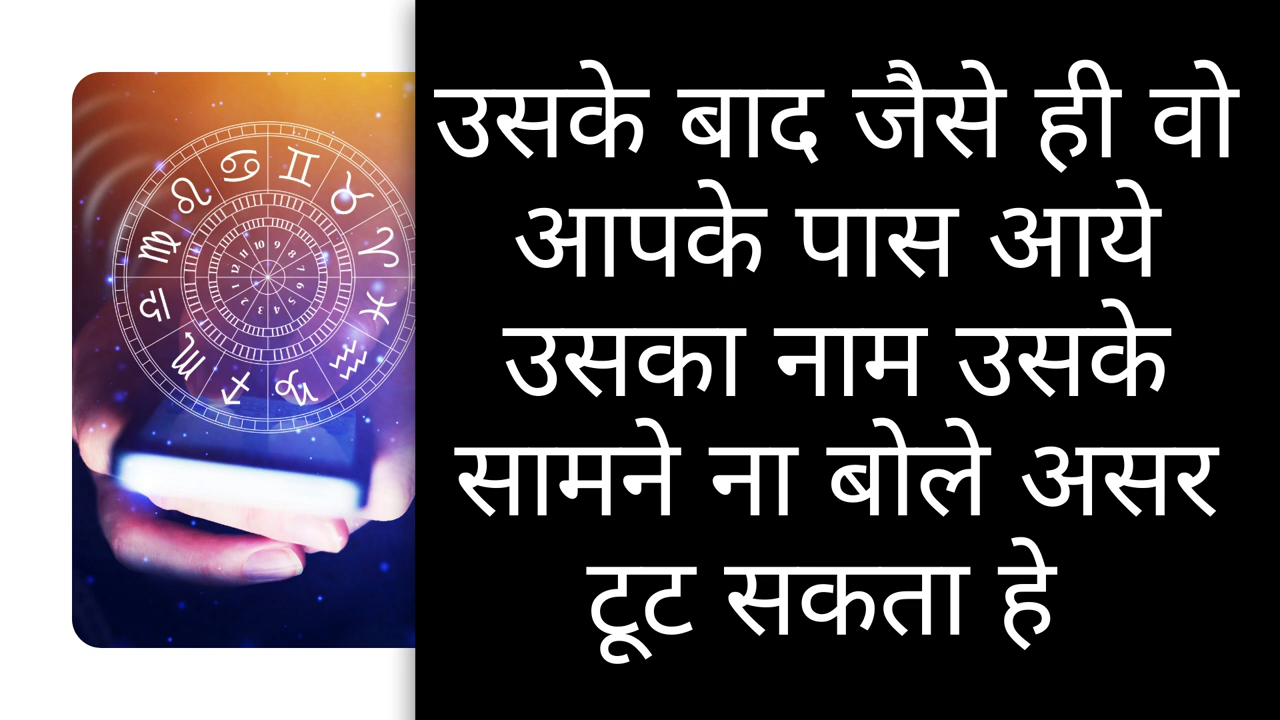 उसके बाद जैसे ही वो
आपके पास आये
उसका नाम उसके
सामने ना बोले असर
टूट सकता हे